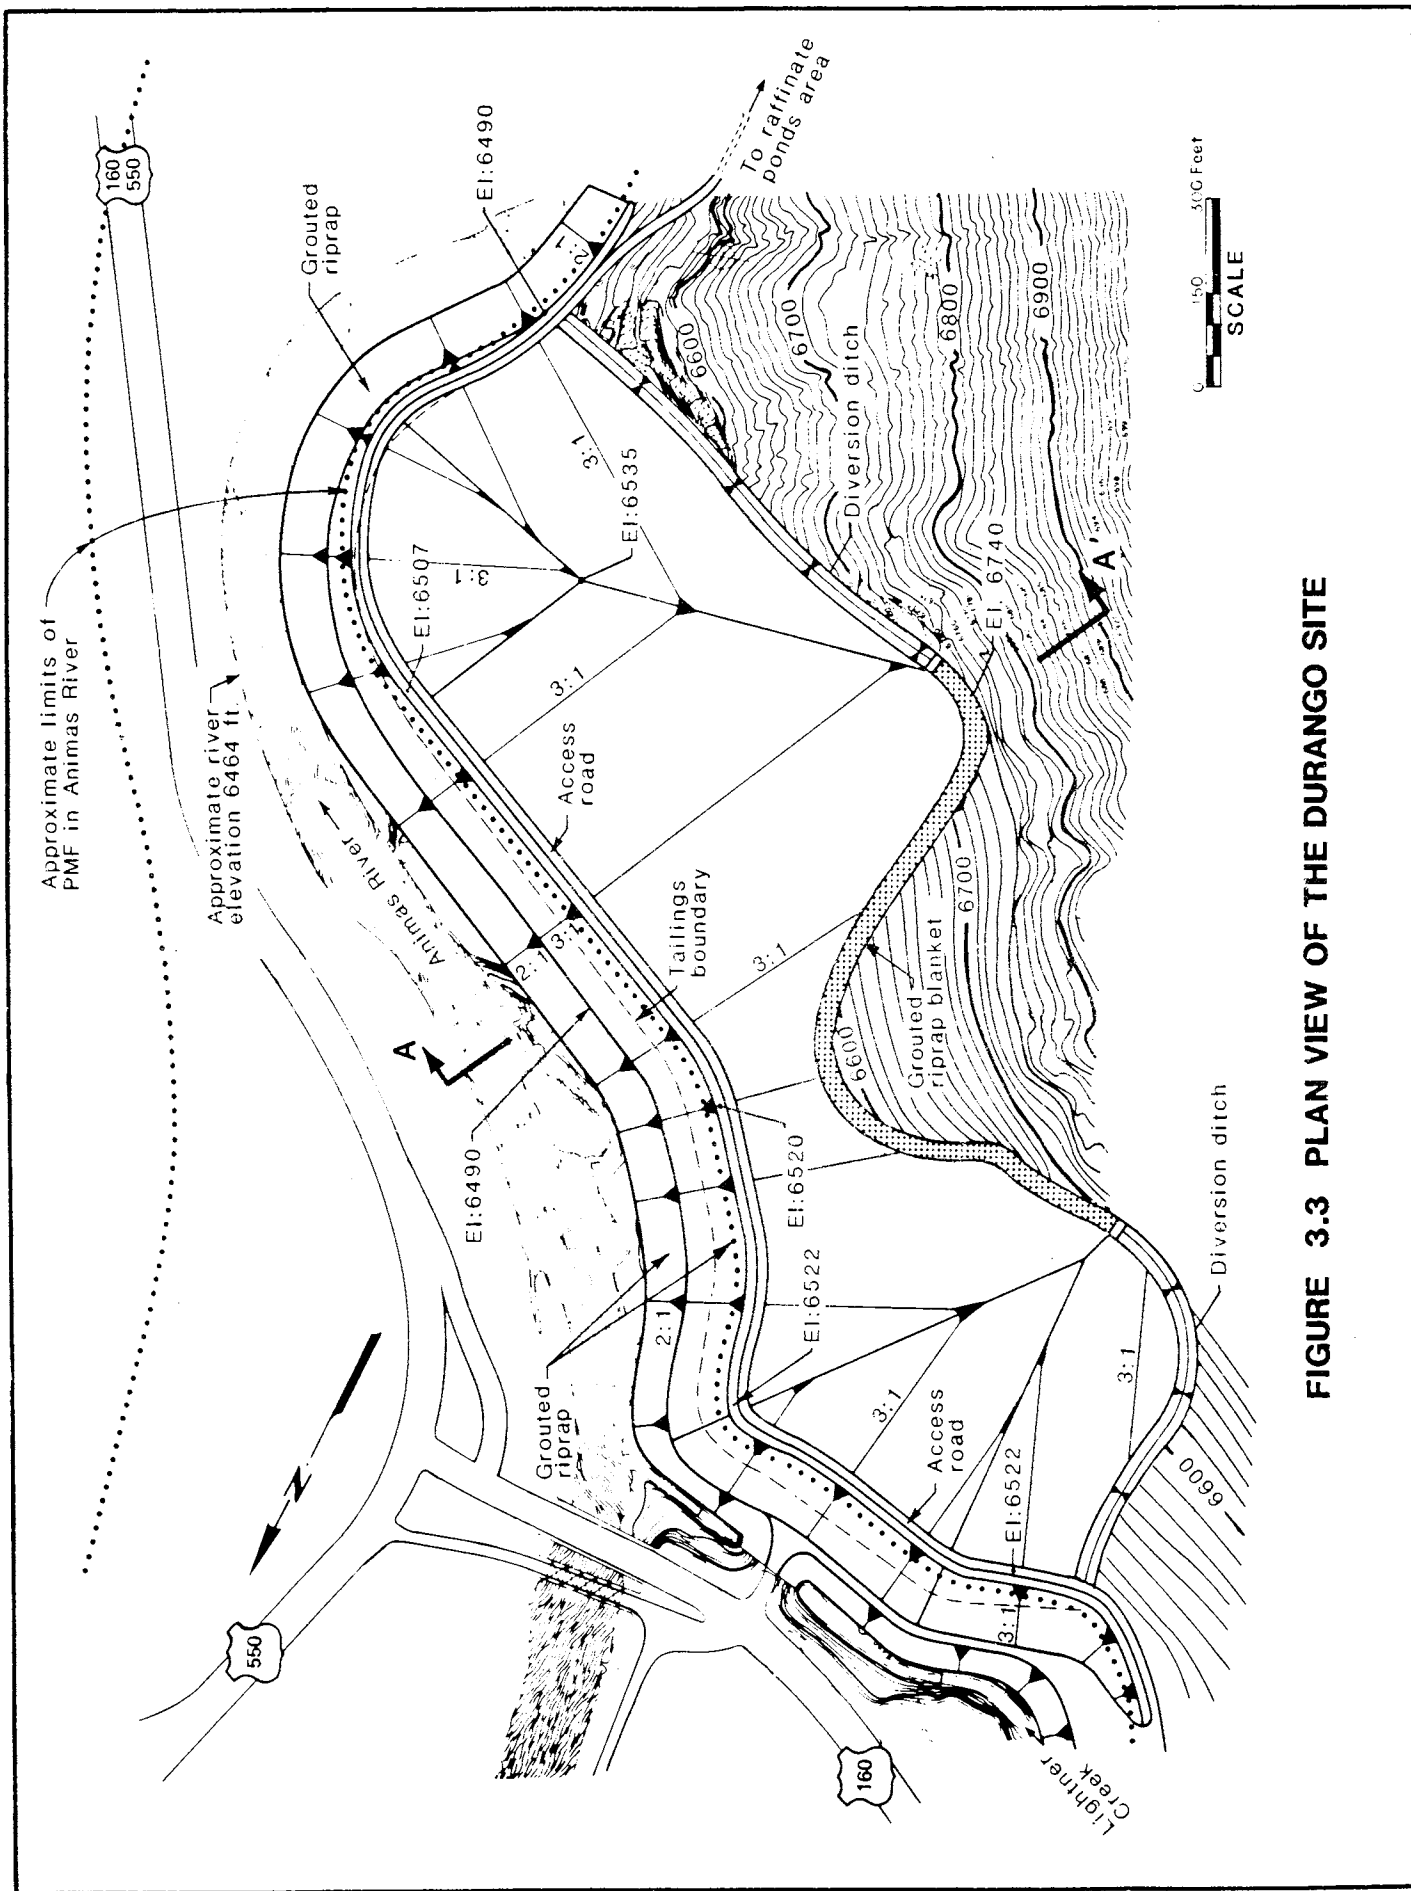 Approximate limits of
PMF in Animas River
160
550
Approximate river
elevation 6464 ft.
Grouted
riprap
El:6490
To raffinate
ponds area
2:1
Animas River
El:6507
3:1
3:1
El:6535
6600
6700
Diversion ditch
6800
6900
0 150 300 Feet
SCALE
3:1
Access
road
El. 6740
A'
A
2:1
3:1
Tailings
boundary
3:1
6700
Grouted
riprap blanket
6600
El:6490
El:6520
El:6522
Diversion ditch
N
Grouted
riprap
2:1
3:1
Access
road
3:1
El:6522
6600
3:1
550
160
Lightner
Creek
FIGURE 3.3 PLAN VIEW OF THE DURANGO SITE